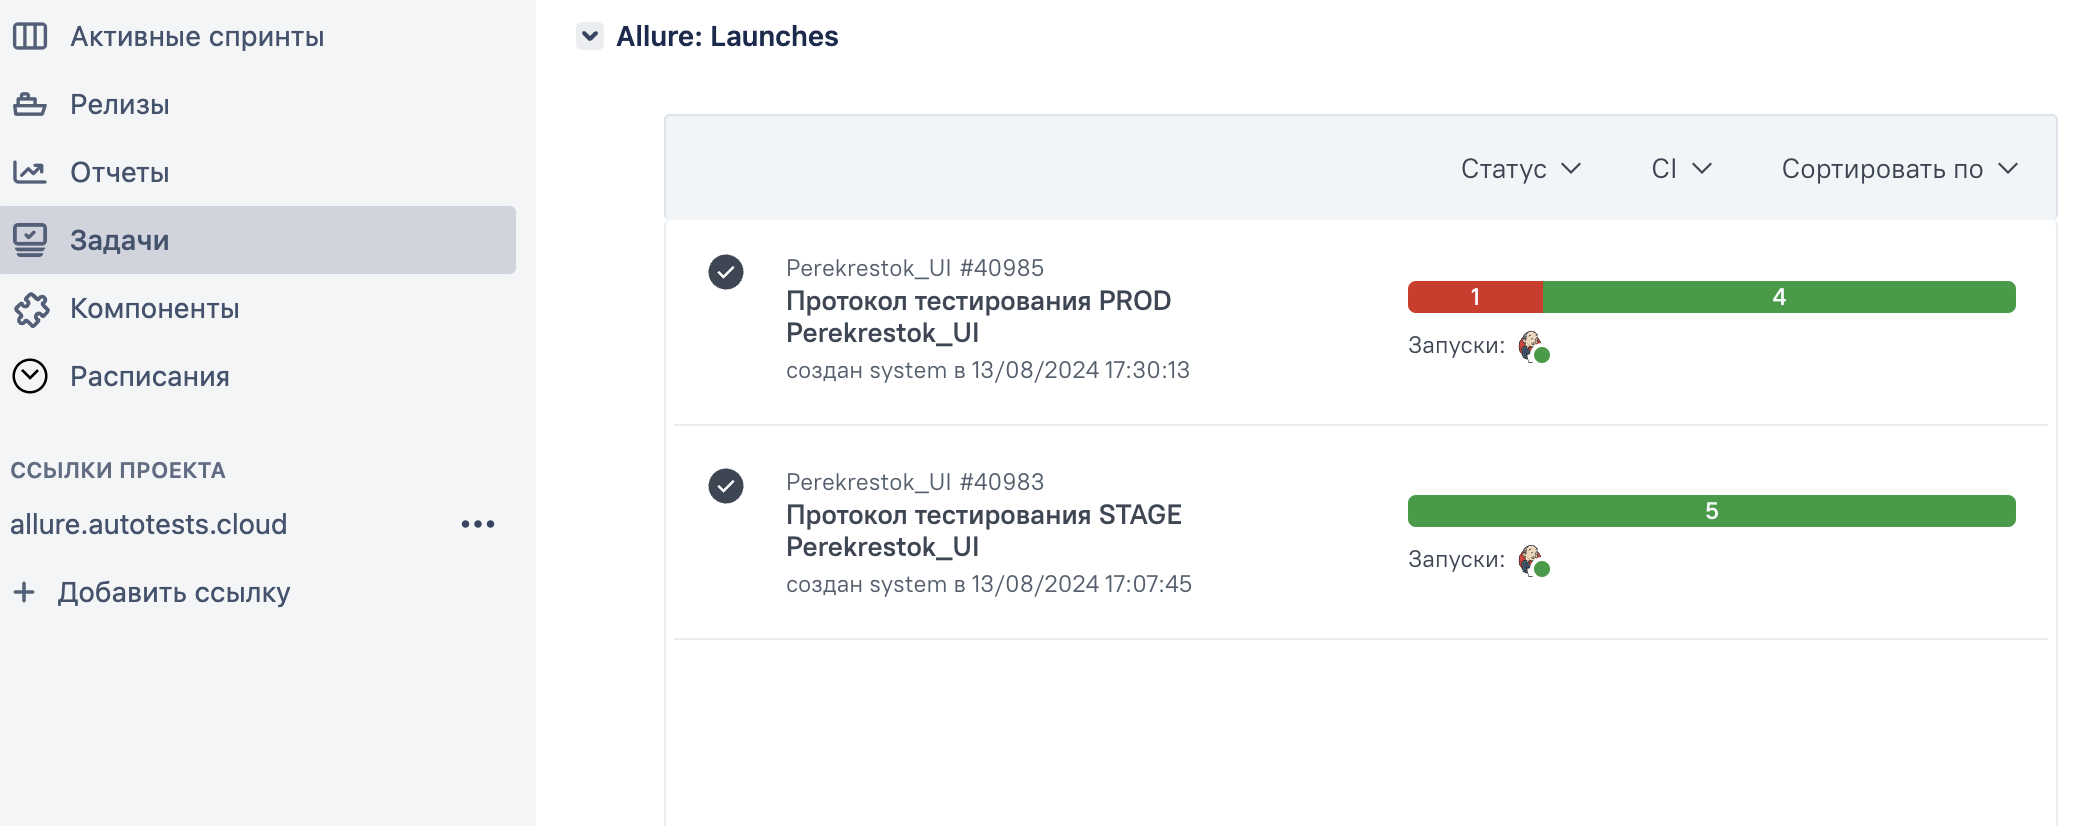 Активные спринты
Релизы
Отчеты
Задачи
Компоненты
Расписания
ССЫЛКИ ПРОЕКТА
allure.autotests.cloud
Добавить ссылку
Allure: Launches
Статус
CI
Сортировать по
Perekrestok_UI #40985
Протокол тестирования PROD
Perekrestok_UI
создан system в 13/08/2024 17:30:13
1
4
Запуски:
Perekrestok_UI #40983
Протокол тестирования STAGE
Perekrestok_UI
создан system в 13/08/2024 17:07:45
5
Запуски: